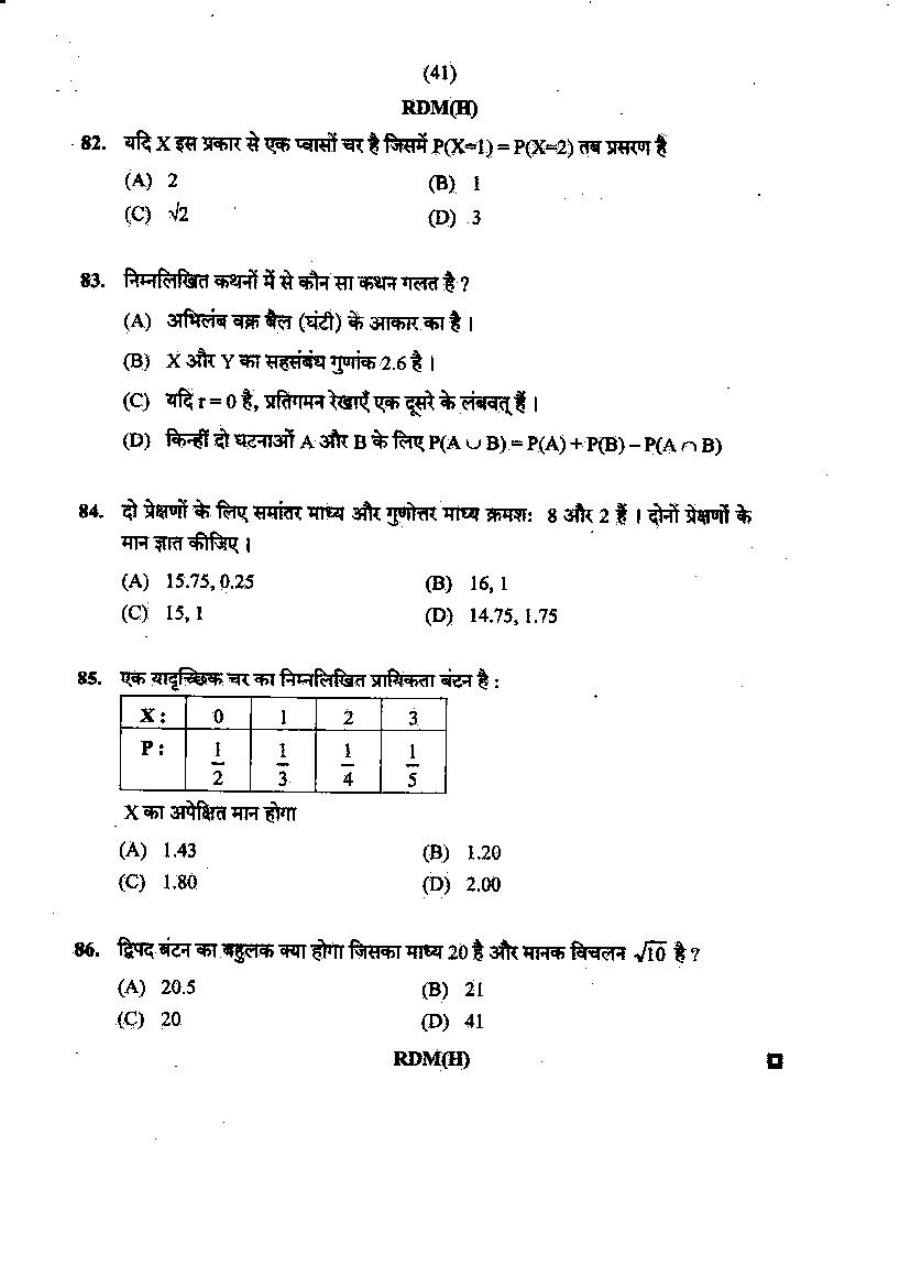 (41)
RDM(H)
82. यदि X इस प्रकार से एक प्वासों चर है जिसमें P(X=1) = P(X=2) तब प्रसरण है
(A) 2 (B) 1
(C) √2 (D) 3
83. निम्नलिखित कथनों में से कौन सा कथन गलत है ?
(A) अभिलंब वक्र बैल (घंटी) के आकार का है ।
(B) X और Y का सहसंबंध गुणांक 2.6 है ।
(C) यदि r = 0 है, प्रतिगमन रेखाएँ एक दूसरे के लंबवत् हैं ।
(D) किन्हीं दो घटनाओं A और B के लिए P(A ∪ B) = P(A) + P(B) – P(A ∩ B)
84. दो प्रेक्षणों के लिए समांतर माध्य और गुणोत्तर माध्य क्रमशः 8 और 2 हैं । दोनों प्रेक्षणों के
मान ज्ञात कीजिए ।
(A) 15.75, 0.25 (B) 16, 1
(C) 15, 1 (D) 14.75, 1.75
85. एक यादृच्छिक चर का निम्नलिखित प्रायिकता बंटन है :
X : 0 1 2 3
P : 1/2 1/3 1/4 1/5
X का अपेक्षित मान होगा
(A) 1.43 (B) 1.20
(C) 1.80 (D) 2.00
86. द्विपद बंटन का बहुलक क्या होगा जिसका माध्य 20 है और मानक विचलन √10 है ?
(A) 20.5 (B) 21
(C) 20 (D) 41
RDM(H)